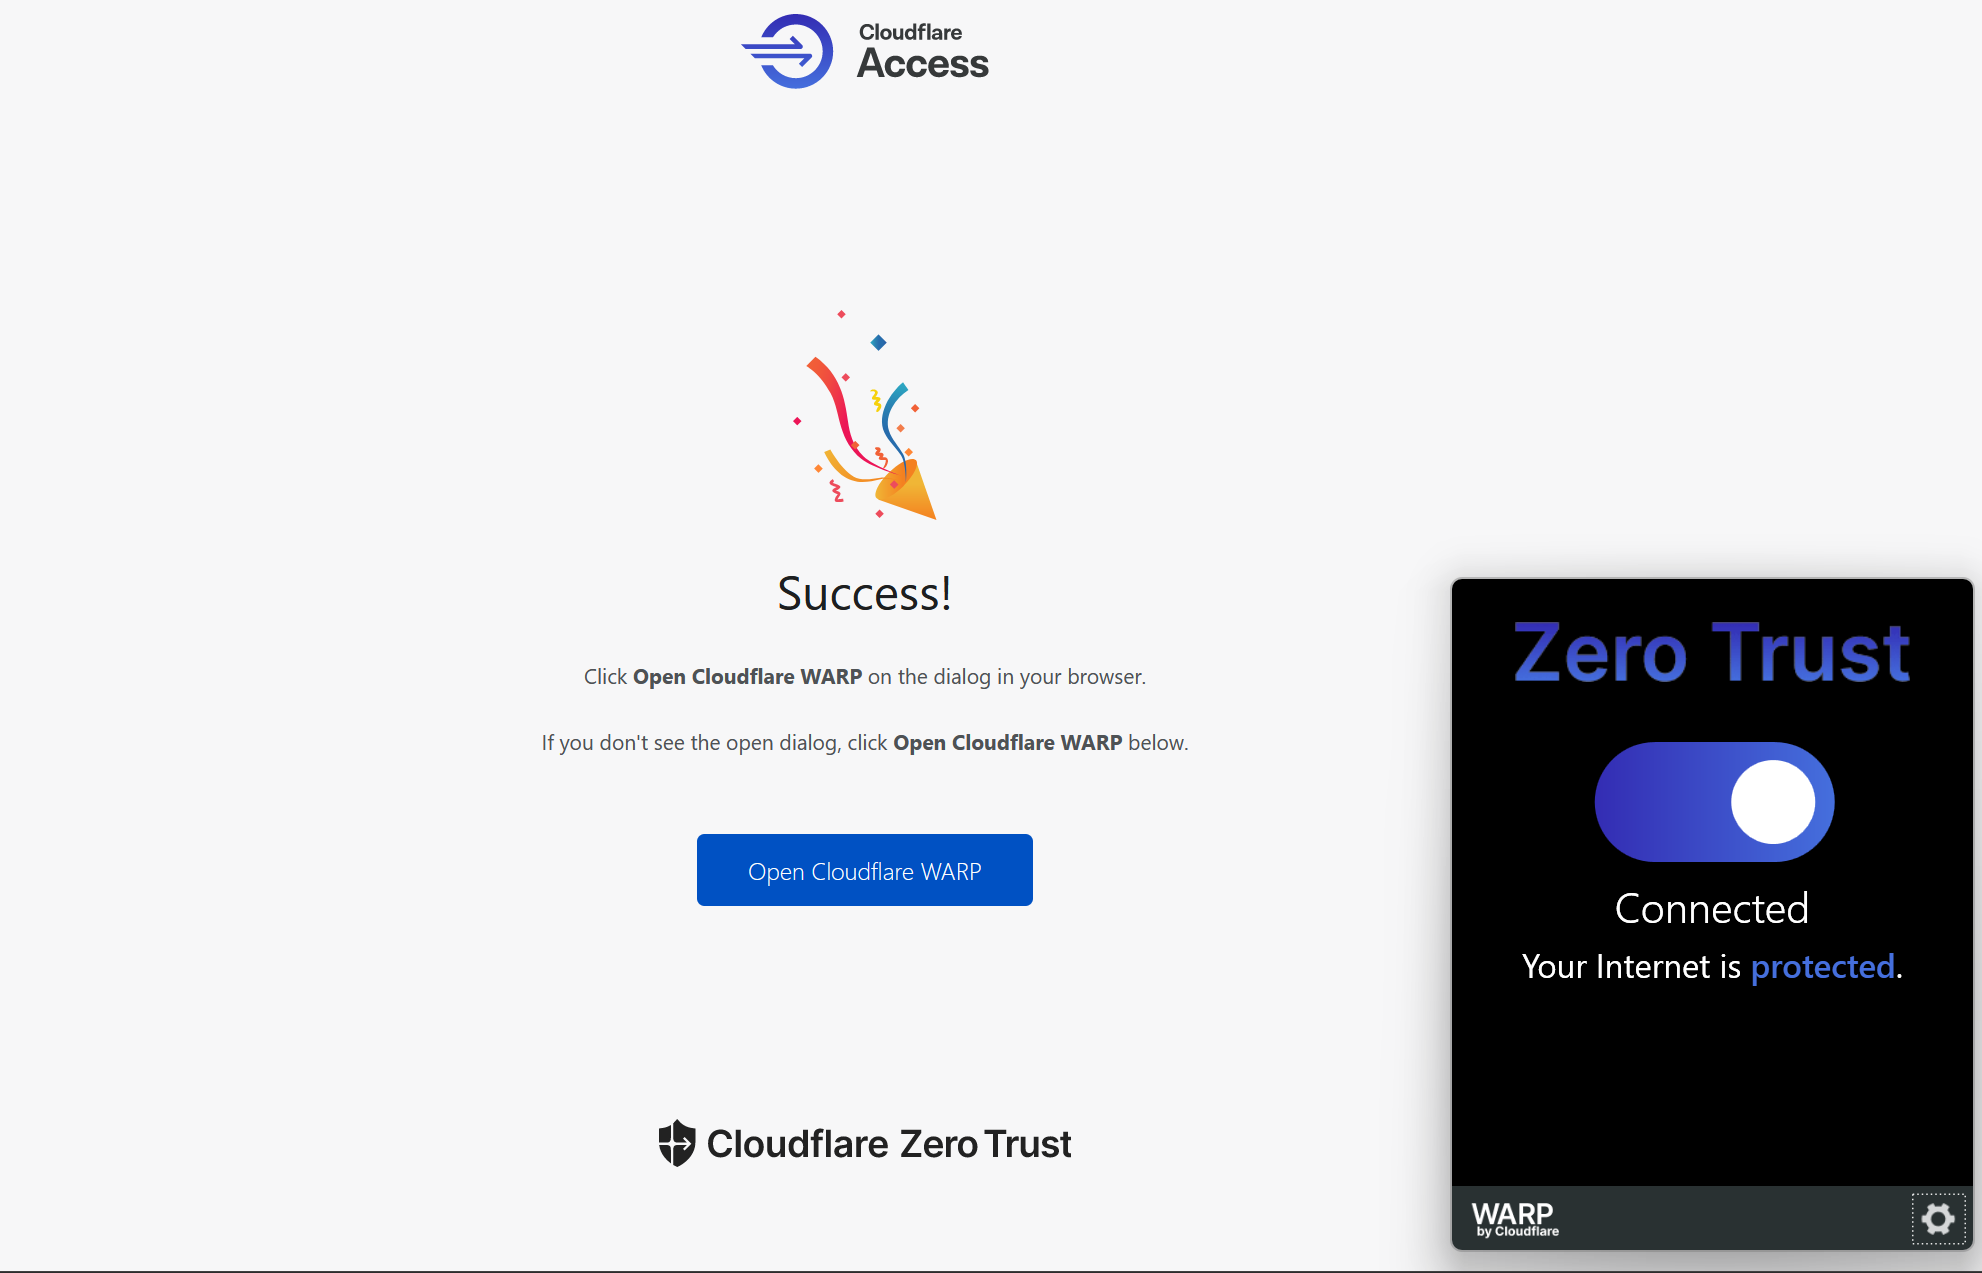 Cloudflare
Access
Success!
Click Open Cloudflare WARP on the dialog in your browser.
If you don't see the open dialog, click Open Cloudflare WARP below.
Open Cloudflare WARP
Cloudflare Zero Trust
Zero Trust
Connected
Your Internet is protected.
WARP
by Cloudflare